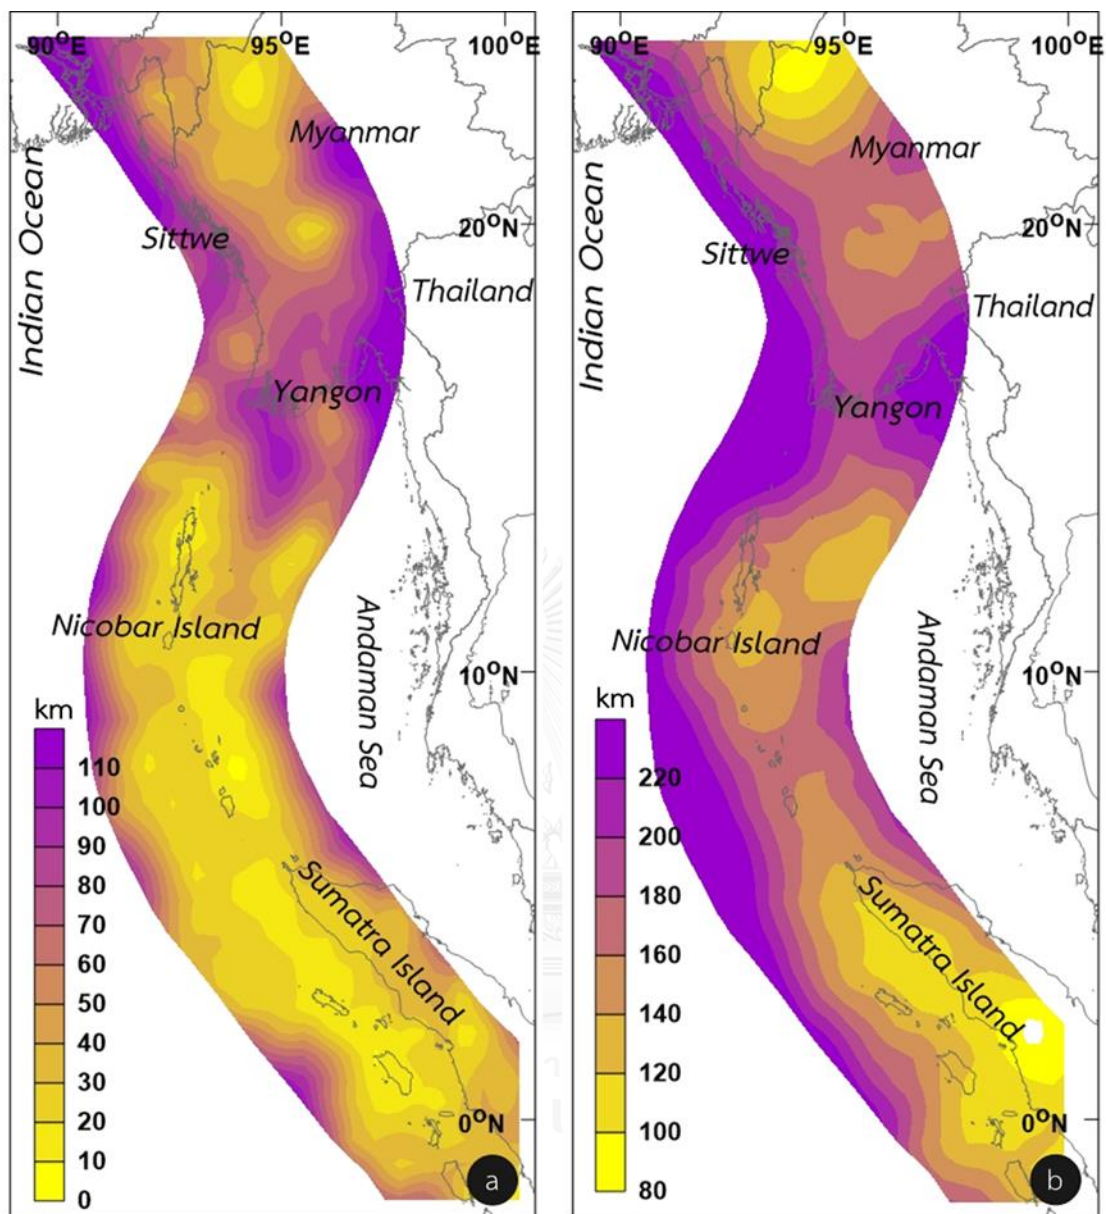 90°E
95°E
100°E
Myanmar
Indian Ocean
Sittwe
20°N
Thailand
Yangon
Nicobar Island
Andaman Sea
10°N
km
110
100
90
80
70
60
50
40
30
20
10
0
Sumatra Island
0°N
a
90°E
95°E
100°E
Myanmar
Indian Ocean
Sittwe
20°N
Thailand
Yangon
Nicobar Island
Andaman Sea
10°N
km
220
200
180
160
140
120
100
80
Sumatra Island
0°N
b